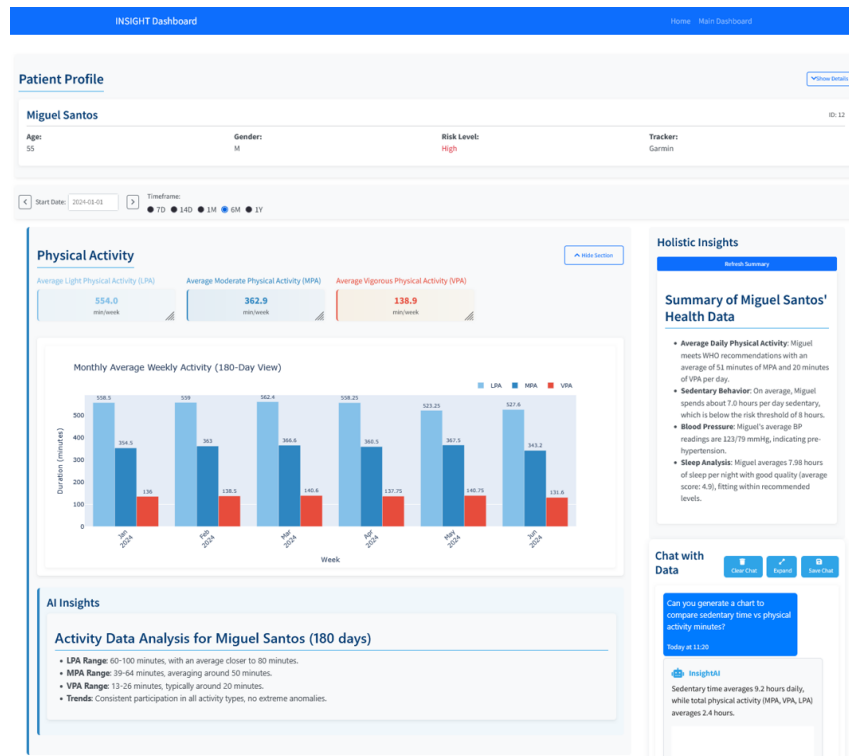 INSIGHT Dashboard
Home Main Dashboard
Patient Profile
Show Details
Miguel Santos
ID: 12
Age:
55
Gender:
M
Risk Level:
High
Tracker:
Garmin
Start Date: 2024-01-01
Timeframe:
7D 14D 1M 6M 1Y
Physical Activity
Hide Section
Average Light Physical Activity (LPA)
554.0
min/week
Average Moderate Physical Activity (MPA)
362.9
min/week
Average Vigorous Physical Activity (VPA)
138.9
min/week
Monthly Average Weekly Activity (180-Day View)
LPA MPA VPA
Duration (minutes)
500
400
300
200
100
0
558.5 354.5 136
559 363 138.5
562.4 366.6 140.6
558.25 360.5 137.75
523.25 367.5 140.75
527.6 343.2 131.6
Jan 2024
Feb 2024
Mar 2024
Apr 2024
May 2024
Jun 2024
Week
AI Insights
Activity Data Analysis for Miguel Santos (180 days)
• LPA Range: 60-100 minutes, with an average closer to 80 minutes.
• MPA Range: 39-64 minutes, averaging around 50 minutes.
• VPA Range: 13-26 minutes, typically around 20 minutes.
• Trends: Consistent participation in all activity types, no extreme anomalies.
Holistic Insights
Refresh Summary
Summary of Miguel Santos'
Health Data
• Average Daily Physical Activity: Miguel
meets WHO recommendations with an
average of 51 minutes of MPA and 20 minutes
of VPA per day.
• Sedentary Behavior: On average, Miguel
spends about 7.0 hours per day sedentary,
which is below the risk threshold of 8 hours.
• Blood Pressure: Miguel's average BP
readings are 123/79 mmHg, indicating pre-
hypertension.
• Sleep Analysis: Miguel averages 7.98 hours
of sleep per night with good quality (average
score: 4.9), fitting within recommended
levels.
Chat with
Data
Clear Chat
Expand
Save Chat
Can you generate a chart to
compare sedentary time vs physical
activity minutes?
Today at 11:20
InsightAI
Sedentary time averages 9.2 hours daily,
while total physical activity (MPA, VPA, LPA)
averages 2.4 hours.